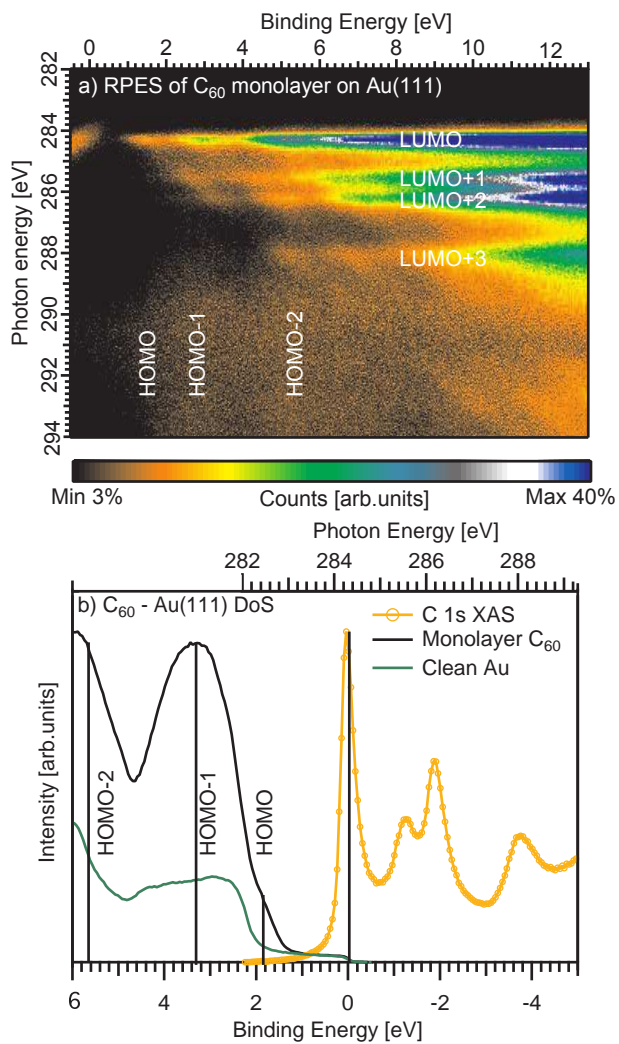 Binding Energy [eV]
0 2 4 6 8 10 12
a) RPES of C60 monolayer on Au(111)
282
284
286
288
290
292
294
Photon energy [eV]
LUMO
LUMO+1
LUMO+2
LUMO+3
HOMO
HOMO-1
HOMO-2
Min 3% Counts [arb.units] Max 40%
Photon Energy [eV]
282 284 286 288
b) C60 - Au(111) DoS
C 1s XAS
Monolayer C60
Clean Au
Intensity [arb.units]
HOMO-2
HOMO-1
HOMO
6 4 2 0 -2 -4
Binding Energy [eV]